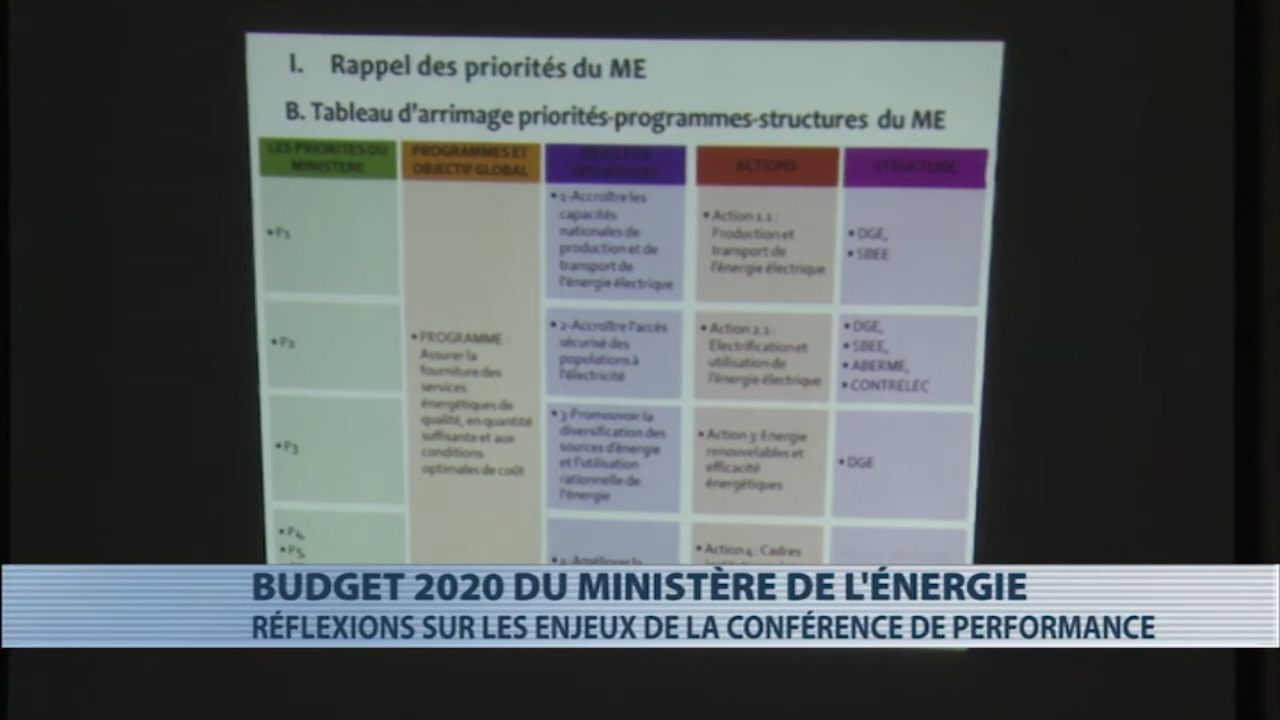 I. Rappel des priorités du ME
B. Tableau d'arrimage priorités-programmes-structures du ME
LES PRIORITES DU
MINISTERE
PROGRAMMES ET
OBJECTIF GLOBAL
ACTIONS
STRUCTURE
• P1
• PROGRAMME :
Assurer la
fourniture des
services
énergétiques de
qualité, en quantité
suffisante et aux
conditions
optimales de coût
• 1-Accroître les
capacités
nationales de
production et de
transport de
l'énergie électrique
• Action 1.1 :
Production et
transport de
l'énergie électrique
• DGE,
• SBEE
• P2
• 2-Accroître l'accès
sécurisé des
populations à
l'électricité
• Action 2.1 :
Electrification et
utilisation de
l'énergie électrique
• DGE,
• SBEE,
• ABERME,
• CONTRELEC
• P3
• 3-Promouvoir la
diversification des
sources d'énergie
et l'utilisation
rationnelle de
l'énergie
• Action 3: Energie
renouvelables et
efficacité
énergétiques
• DGE
• P4
• P5
• Action 4 : Cadres
BUDGET 2020 DU MINISTÈRE DE L'ÉNERGIE
RÉFLEXIONS SUR LES ENJEUX DE LA CONFÉRENCE DE PERFORMANCE